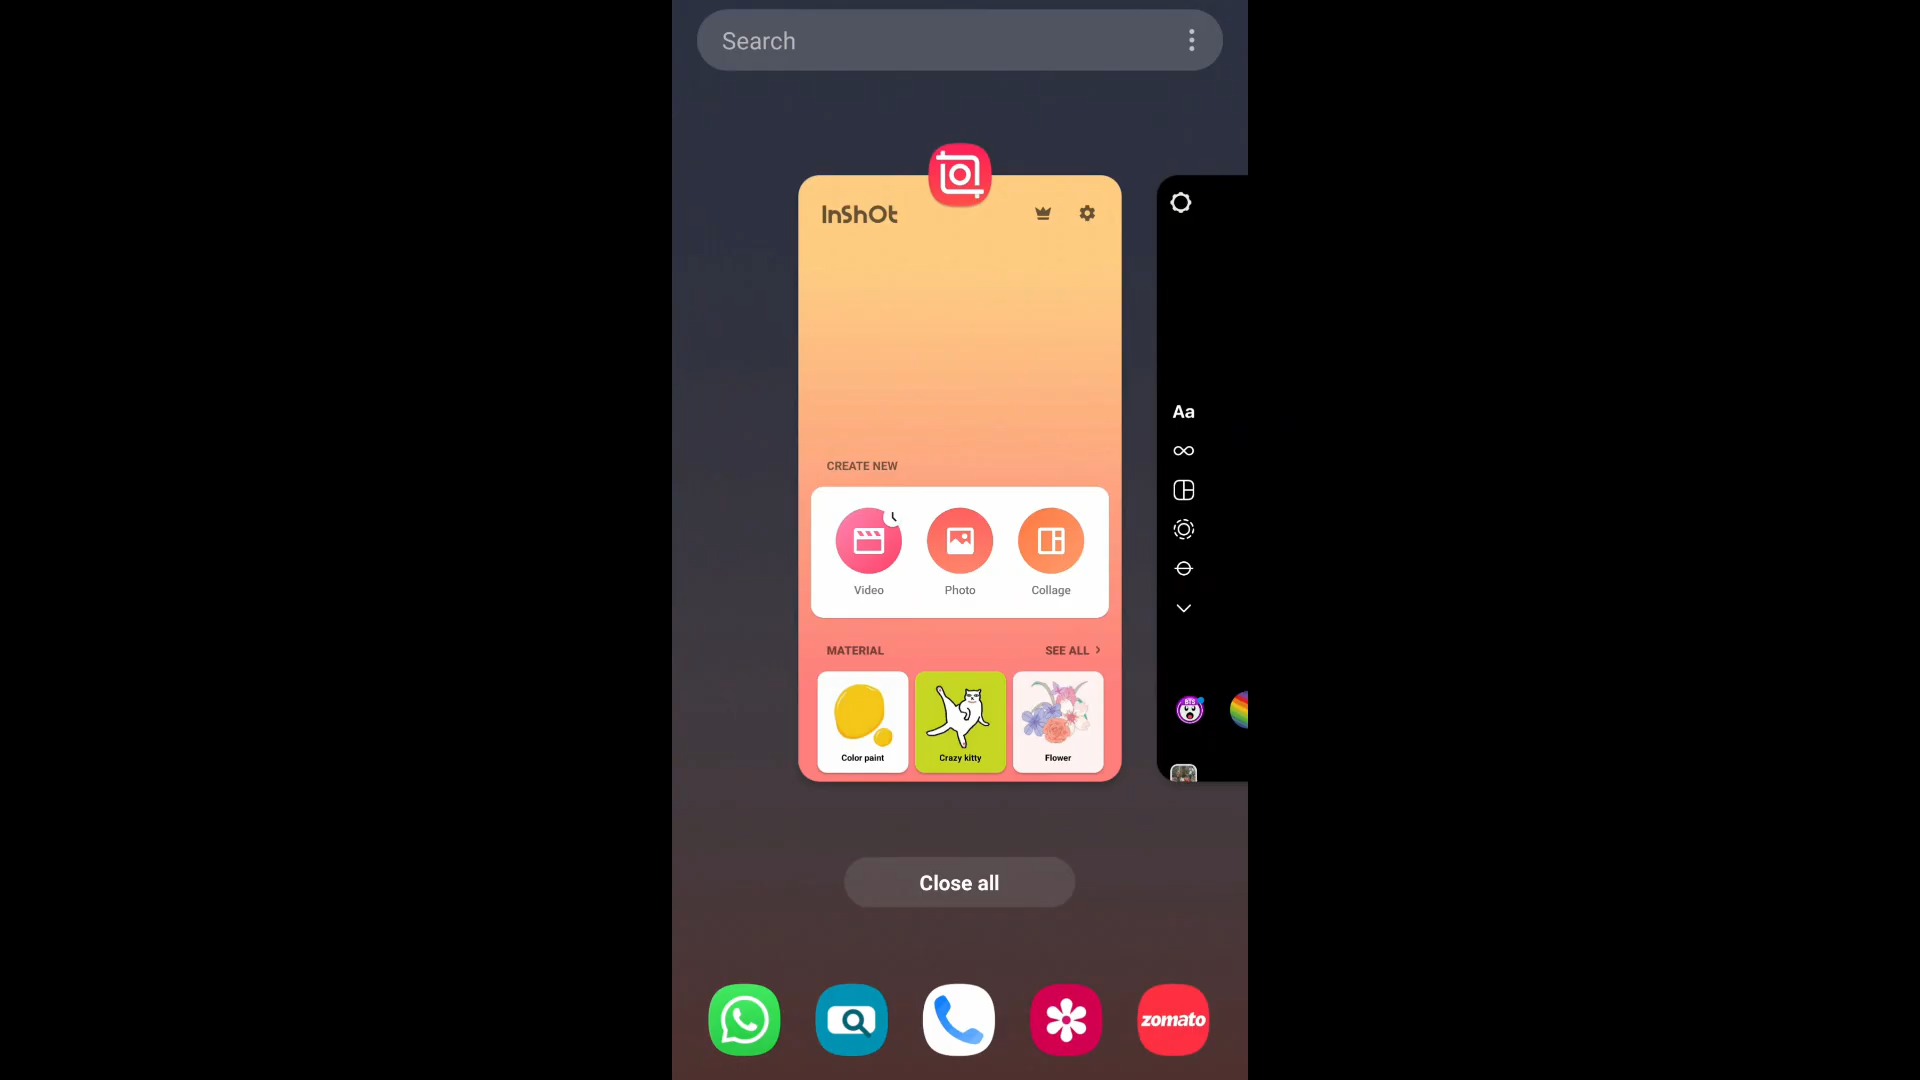 Search
InShOt
Aa
CREATE NEW
Video
Photo
Collage
MATERIAL
SEE ALL
BTS
Color paint
Crazy kitty
Flower
Close all
zomato